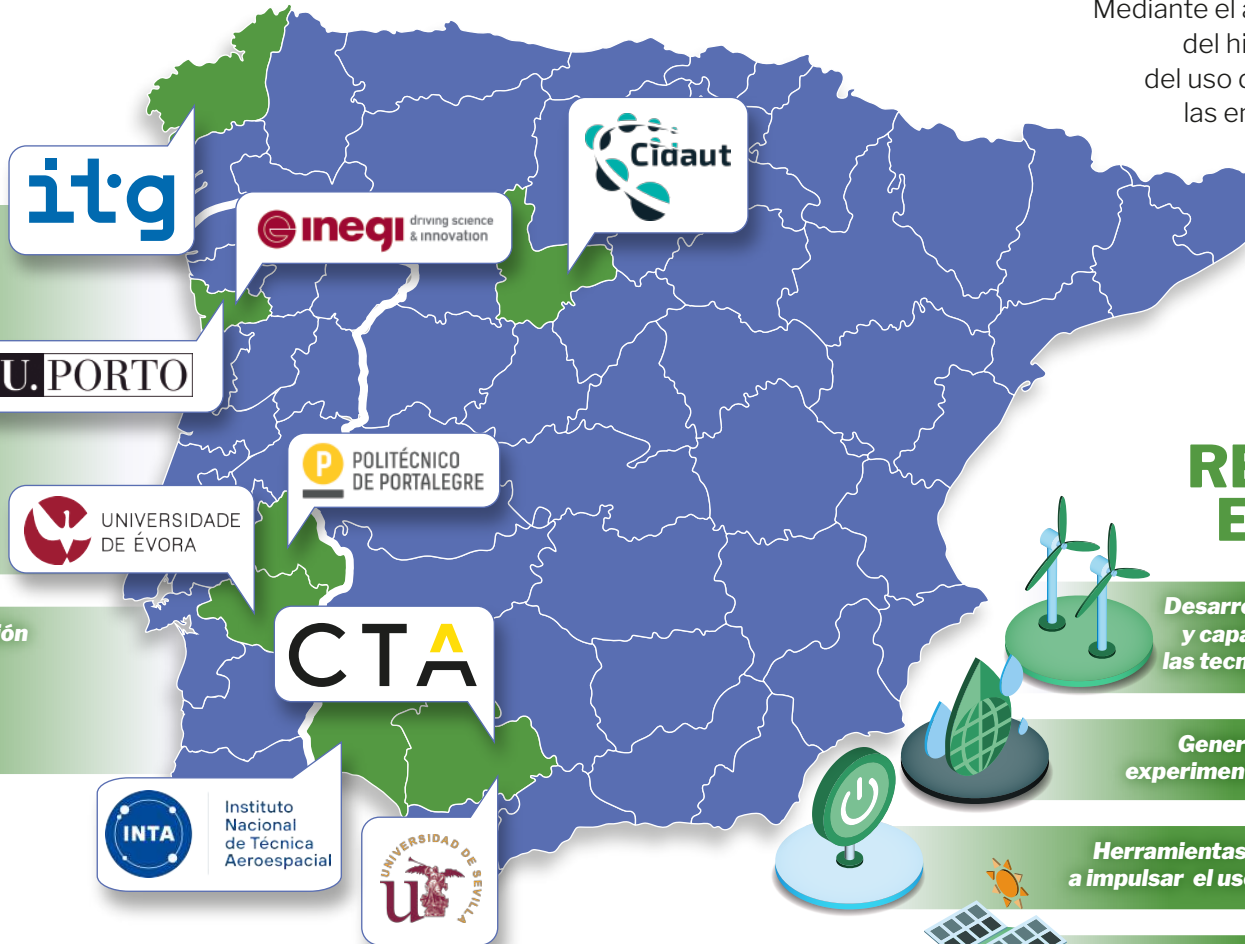 Mediante el a
del hi
del uso d
las en
itg
Cidaut
inegi driving science
& innovation
U.PORTO
P POLITÉCNICO
DE PORTALEGRE
UNIVERSIDADE
DE ÉVORA
CTA
INTA
Instituto
Nacional
de Técnica
Aeroespacial
UNIVERSIDAD DE SEVILLA
ón
RE
E
Desarro
y capa
las tecn
Gener
experimen
Herramientas
a impulsar el uso